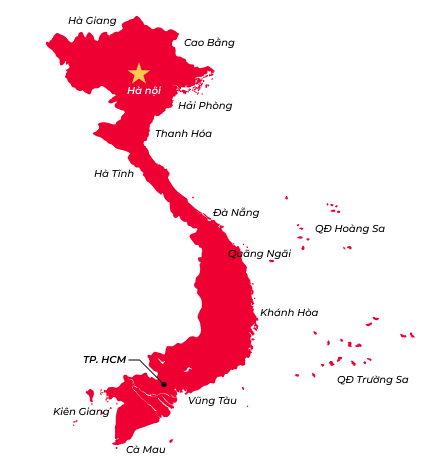 Hà Giang
Cao Bằng
Hà nội
Hải Phòng
Thanh Hóa
Hà Tĩnh
Đà Nẵng
QĐ Hoàng Sa
Quãng Ngãi
Khánh Hòa
TP. HCM
QĐ Trường Sa
Vũng Tàu
Kiên Giang
Cà Mau